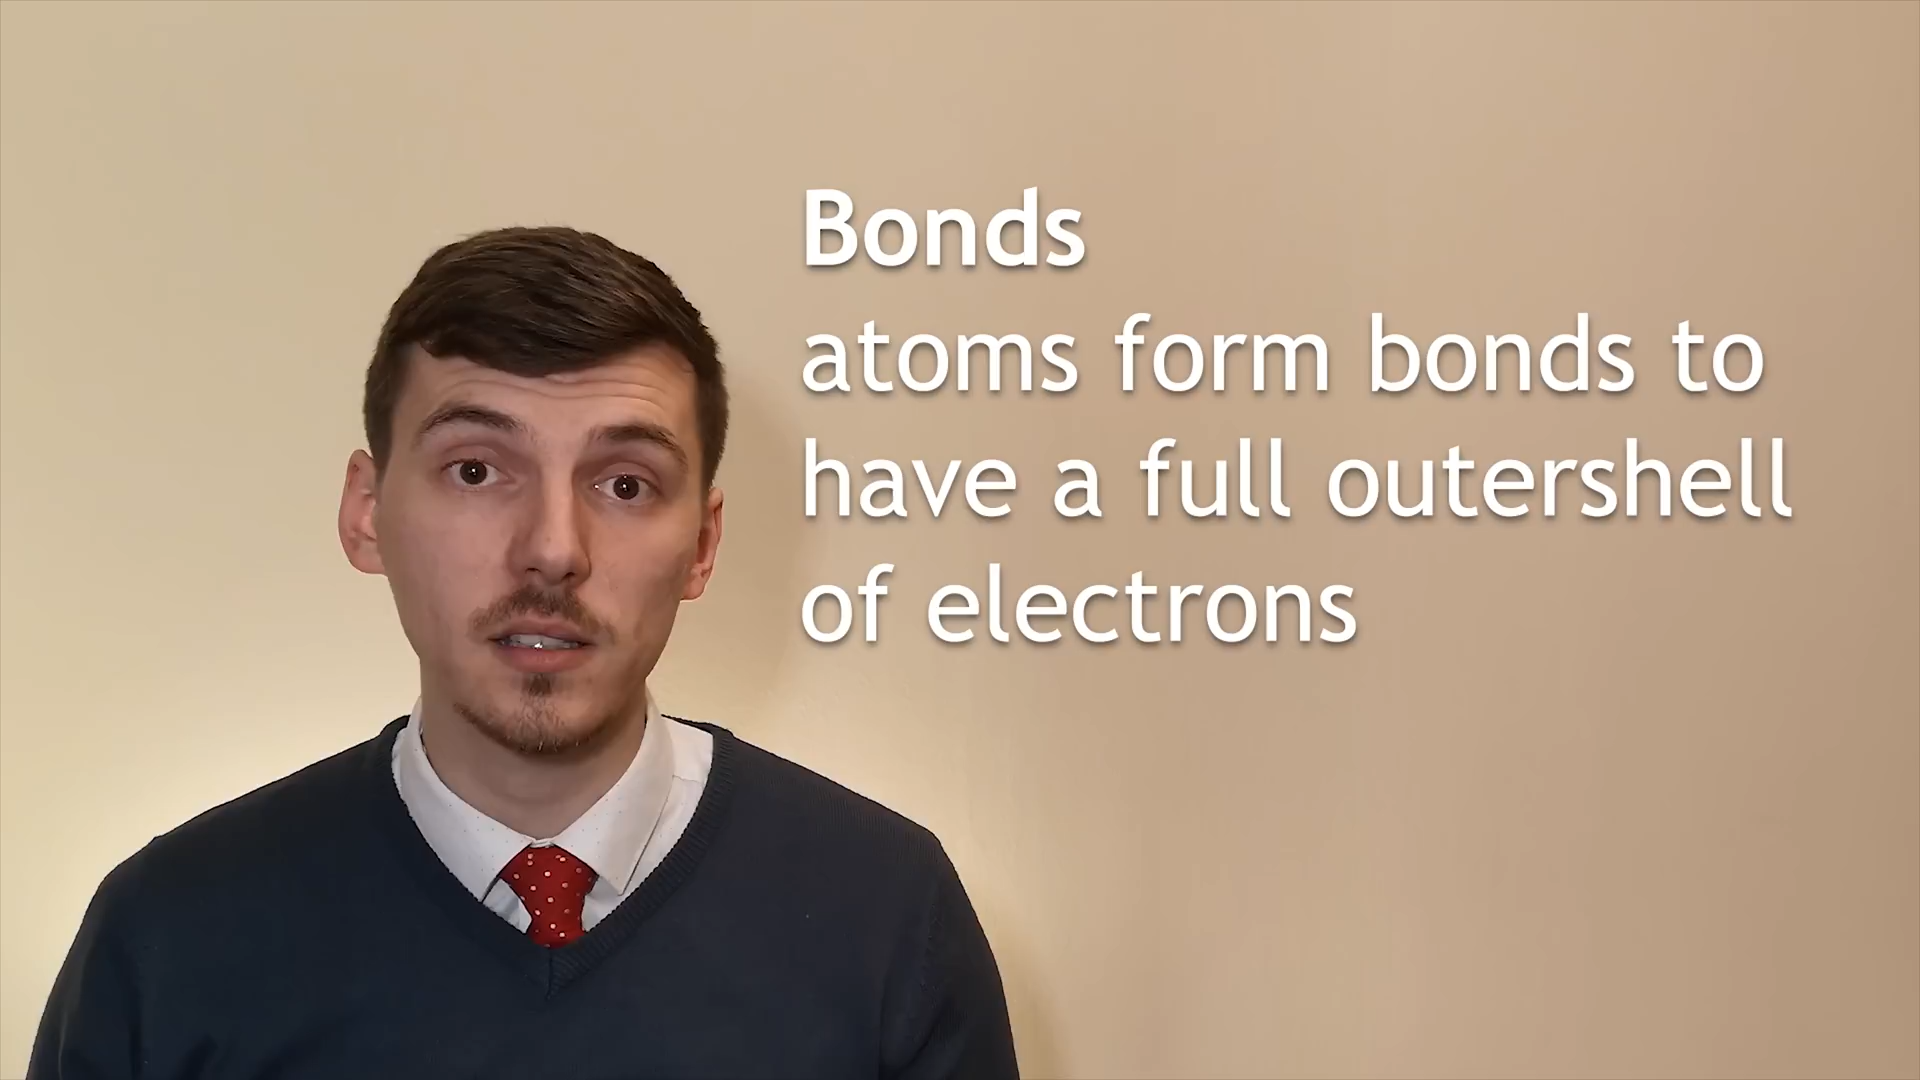 Bonds
atoms form bonds to
have a full outershell
of electrons